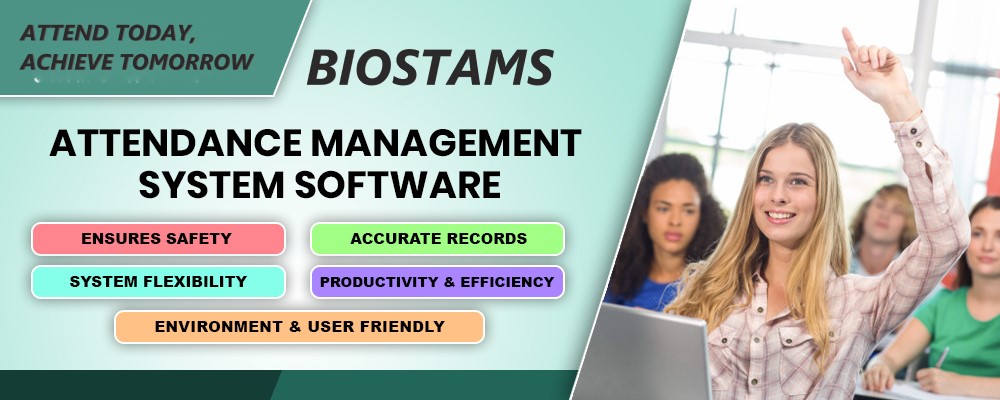 ATTEND TODAY,
ACHIEVE TOMORROW
BIOSTAMS
ATTENDANCE MANAGEMENT
SYSTEM SOFTWARE
ENSURES SAFETY
ACCURATE RECORDS
SYSTEM FLEXIBILITY
PRODUCTIVITY & EFFICIENCY
ENVIRONMENT & USER FRIENDLY